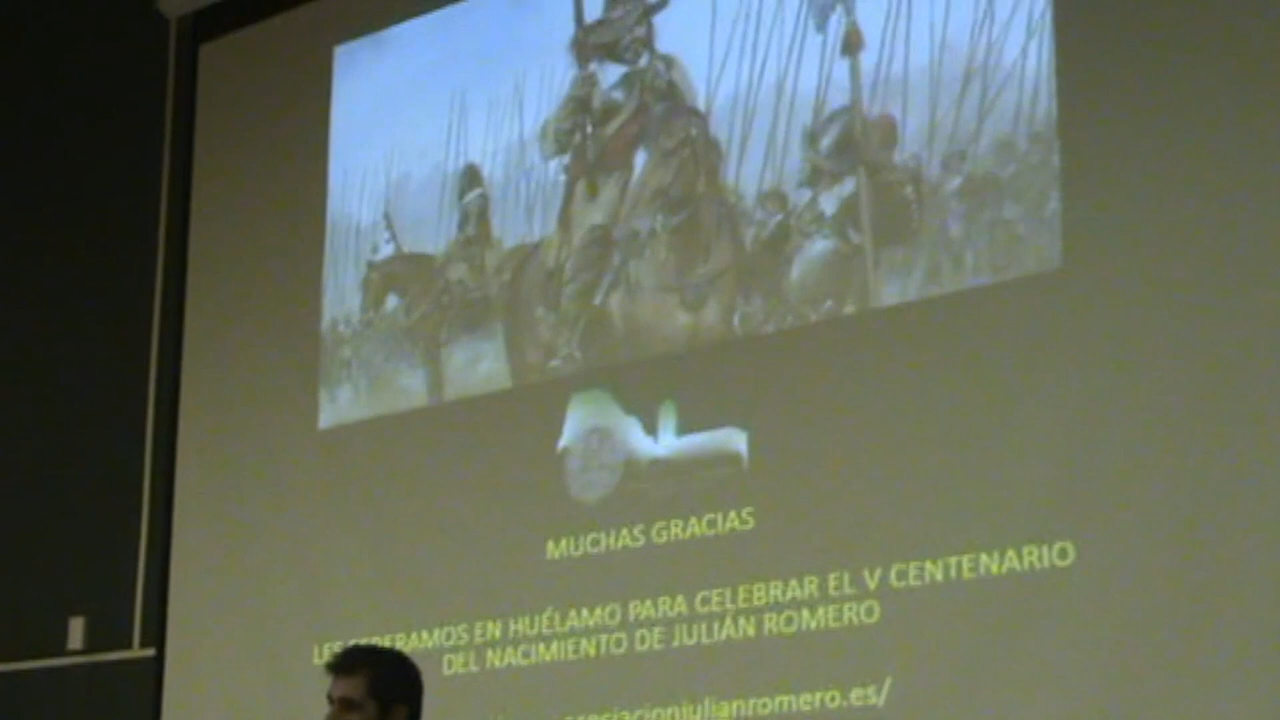 MUCHAS GRACIAS
EN HUÉLAMO PARA CELEBRAR EL V CENTENARIO
DEL NACIMIENTO DE JULIÁN ROMERO